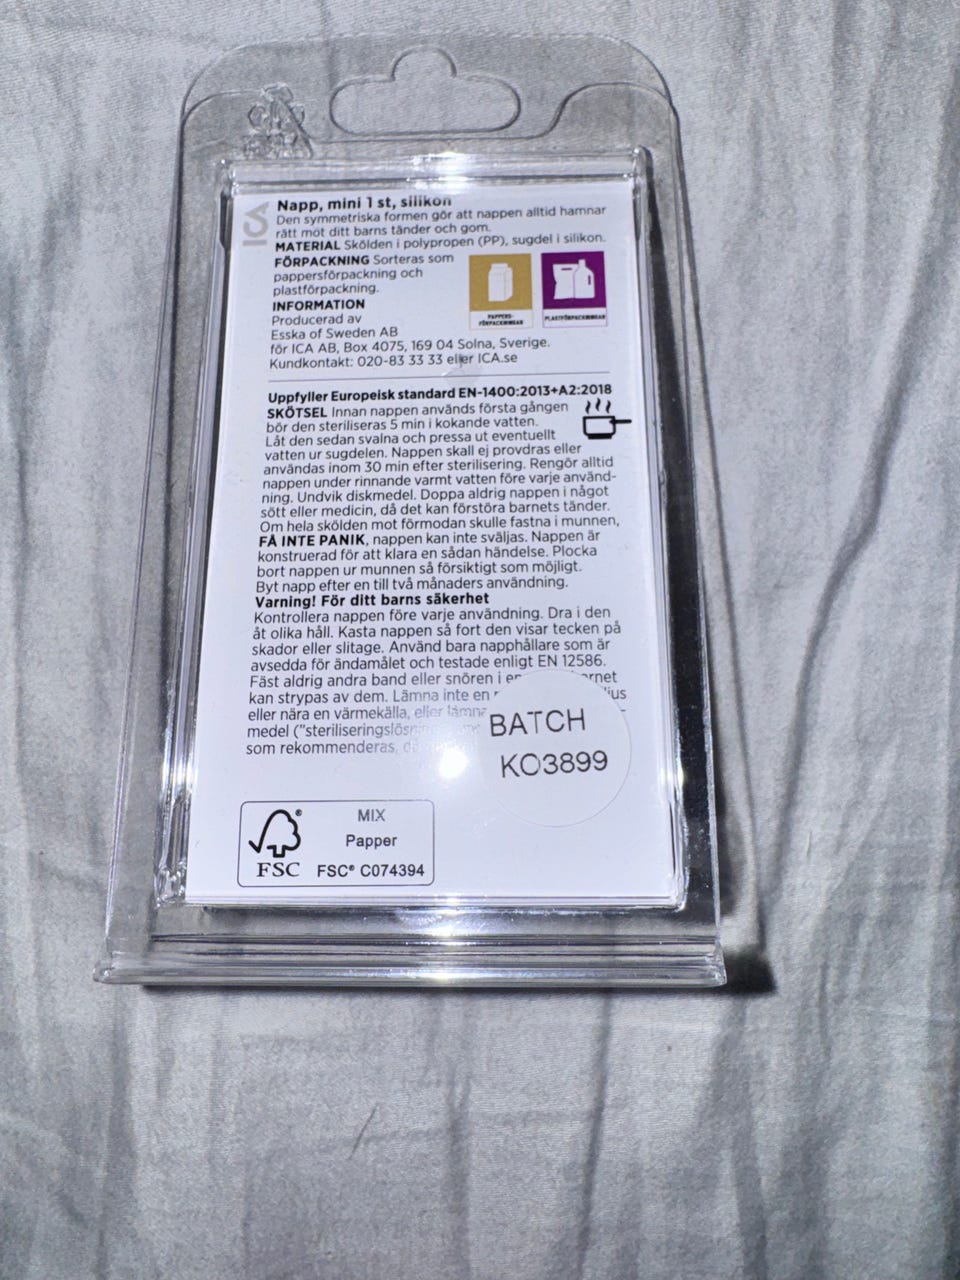 ICA
Napp, mini 1 st, silikon
Den symmetriska formen gör att nappen alltid hamnar
rätt mot ditt barns tänder och gom.
MATERIAL Skölden i polypropen (PP), sugdel i silikon.
FÖRPACKNING Sorteras som
pappersförpackning och
plastförpackning.
PAPPERS-
FÖRPACKNINGAR
PLASTFÖRPACKNINGAR
INFORMATION
Producerad av
Esska of Sweden AB
för ICA AB, Box 4075, 169 04 Solna, Sverige.
Kundkontakt: 020-83 33 33 eller ICA.se
Uppfyller Europeisk standard EN-1400:2013+A2:2018
SKÖTSEL Innan nappen används första gången
bör den steriliseras 5 min i kokande vatten.
Låt den sedan svalna och pressa ut eventuellt
vatten ur sugdelen. Nappen skall ej provdras eller
användas inom 30 min efter sterilisering. Rengör alltid
nappen under rinnande varmt vatten före varje använd-
ning. Undvik diskmedel. Doppa aldrig nappen i något
sött eller medicin, då det kan förstöra barnets tänder.
Om hela skölden mot förmodan skulle fastna i munnen,
FÅ INTE PANIK, nappen kan inte sväljas. Nappen är
konstruerad för att klara en sådan händelse. Plocka
bort nappen ur munnen så försiktigt som möjligt.
Byt napp efter en till två månaders användning.
Varning! För ditt barns säkerhet
Kontrollera nappen före varje användning. Dra i den
åt olika håll. Kasta nappen så fort den visar tecken på
skador eller slitage. Använd bara napphållare som är
avsedda för ändamålet och testade enligt EN 12586.
Fäst aldrig andra band eller snören i
kan strypas av dem. Lämna inte en
eller nära en värmekälla, eller lämna
medel ("steriliseringslösn
som rekommenderas,
BATCH
KO3899
MIX
Papper
FSC
FSC® C074394